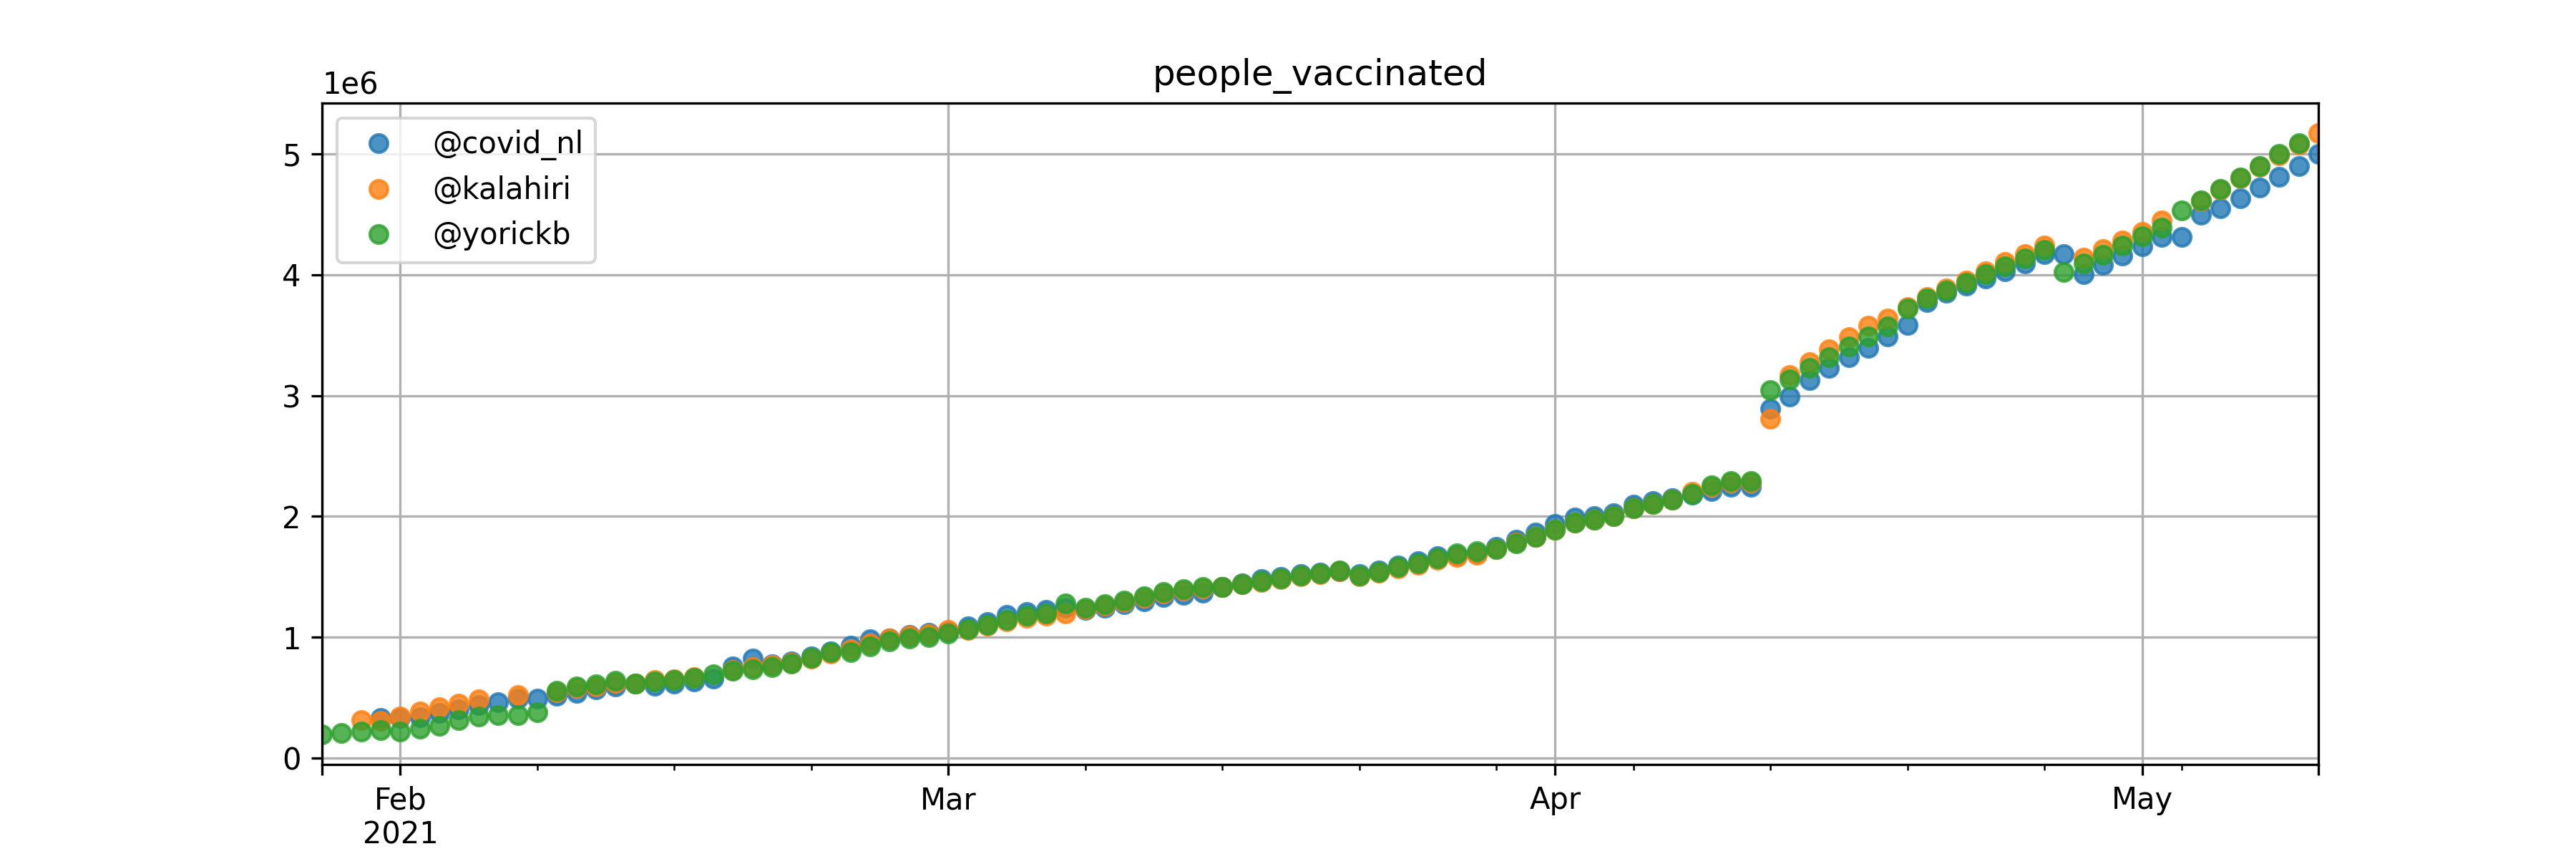 people_vaccinated
1e6
@covid_nl
@kalahiri
@yorickb
5
4
3
2
1
0
Feb Mar Apr May
2021